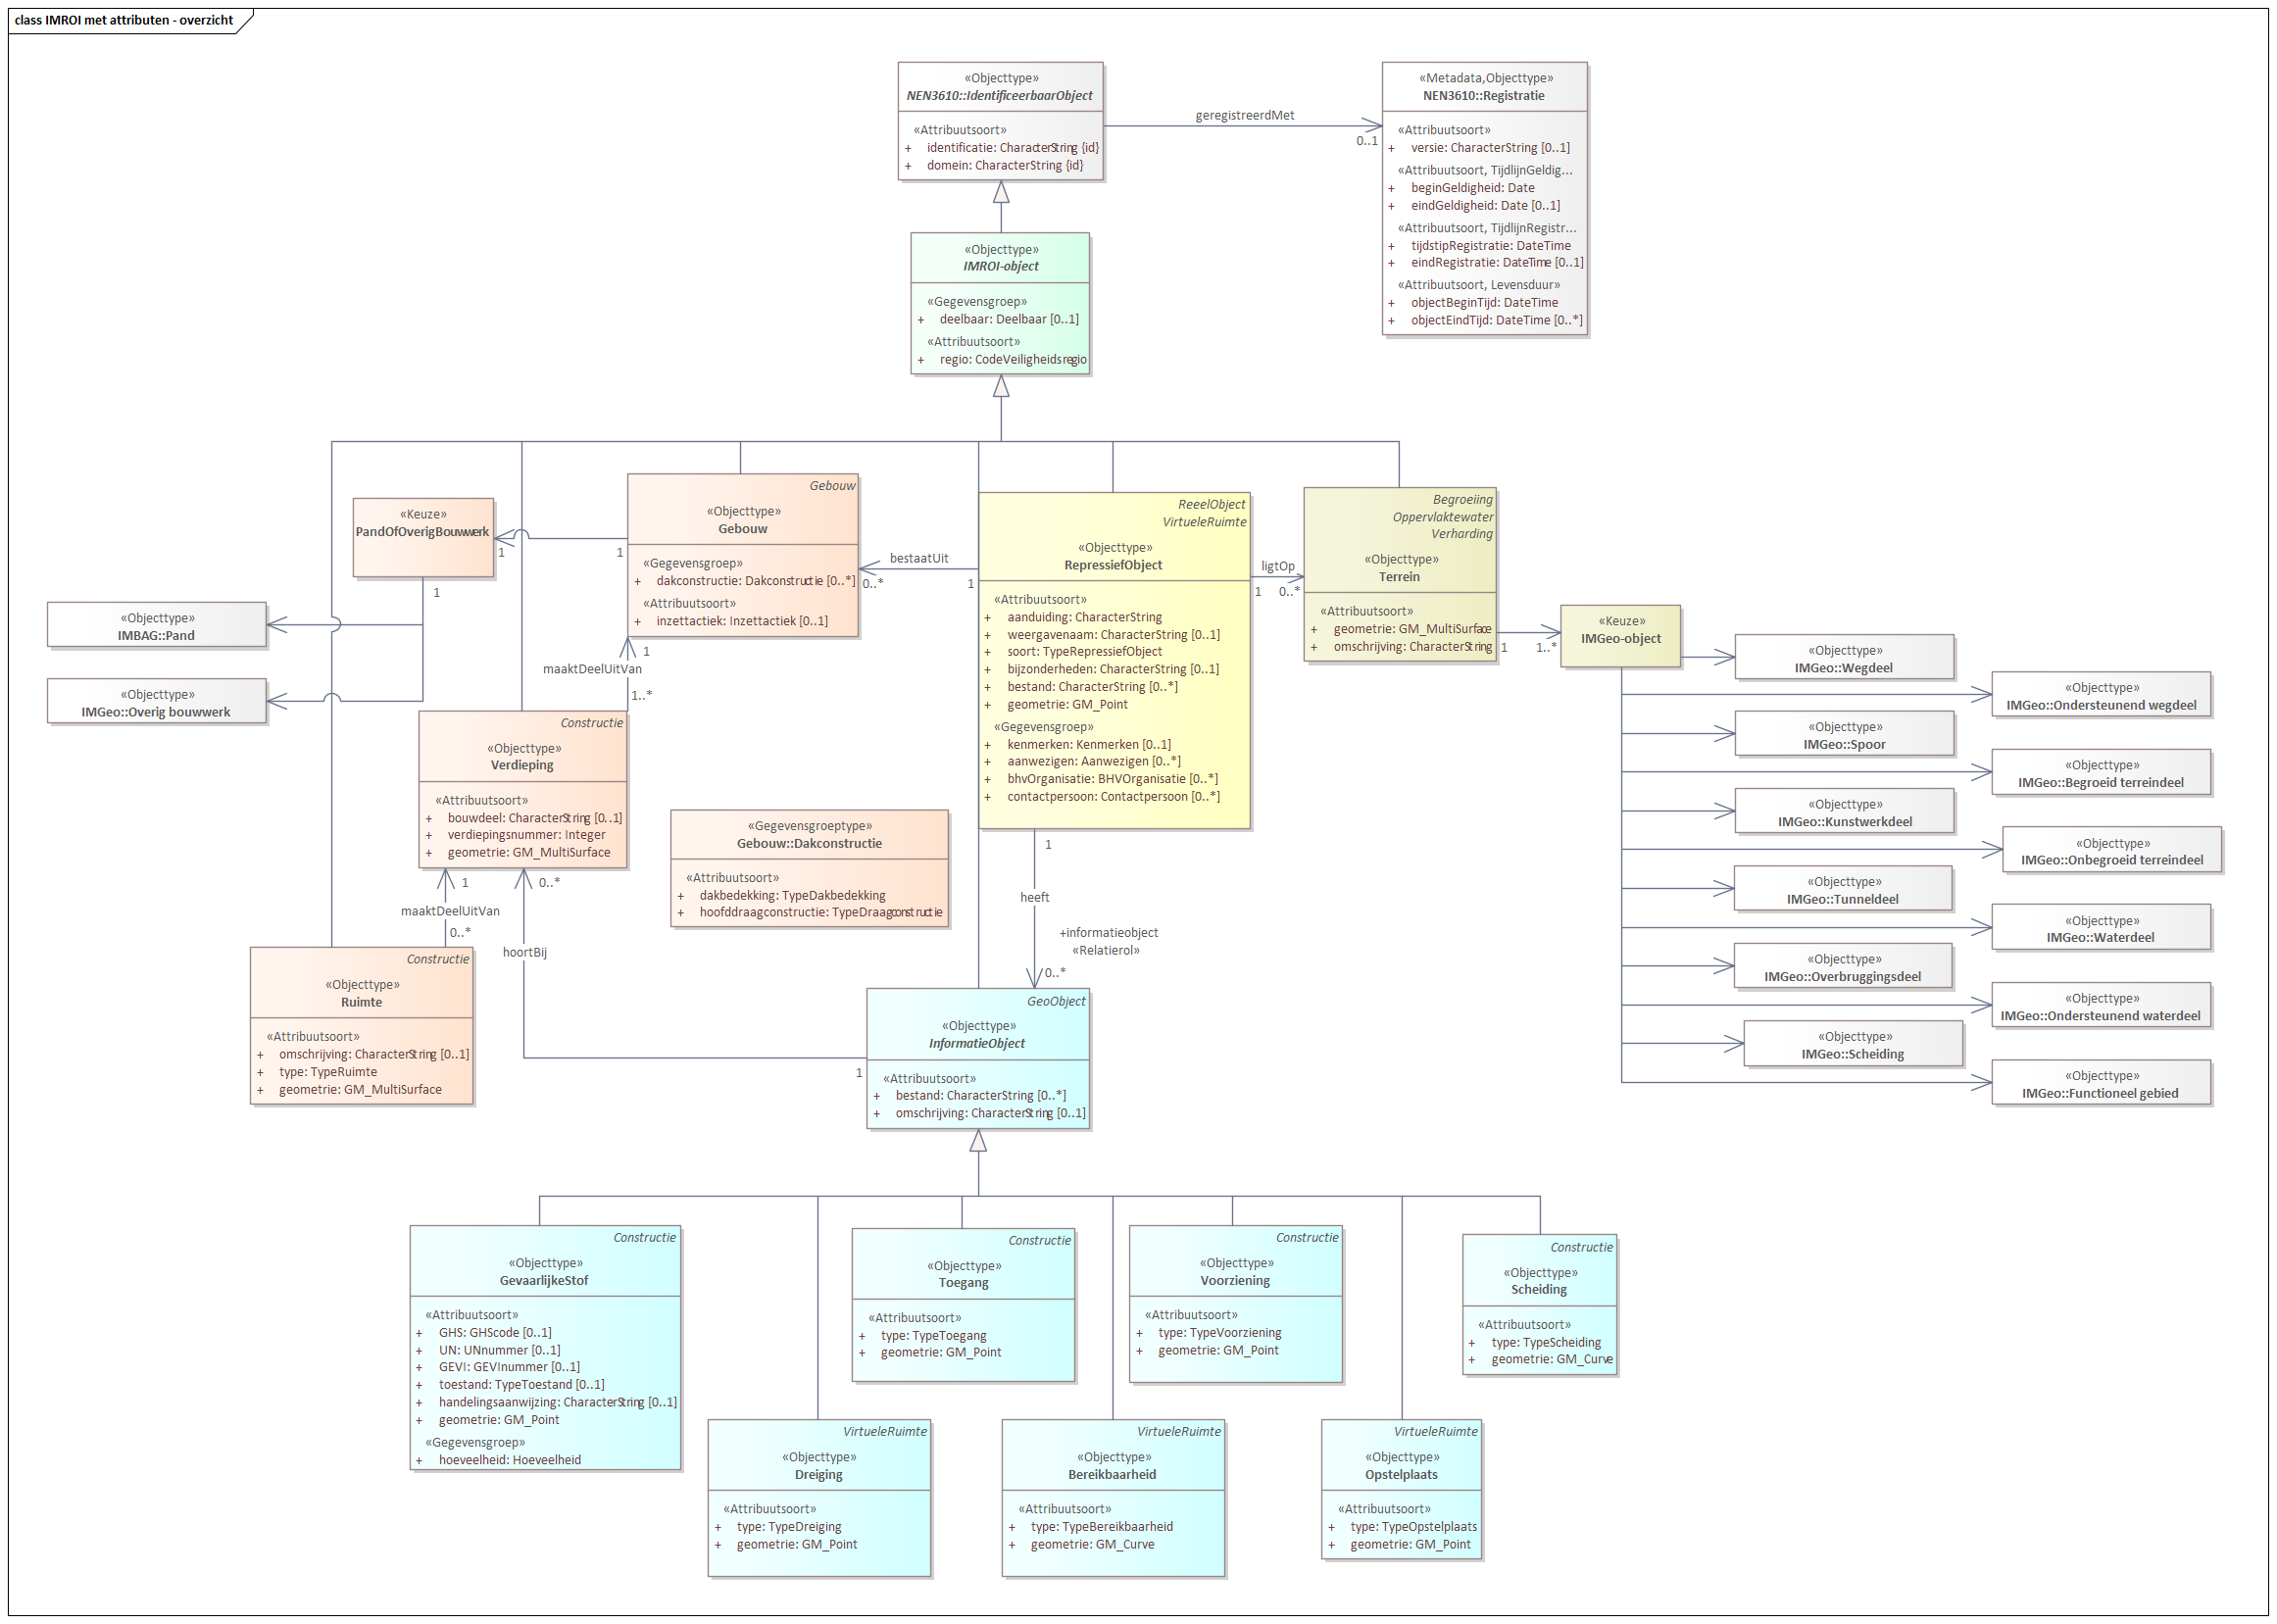 class IMROI met attributen - overzicht
«Objecttype»
NEN3610::IdentificeerbaarObject
«Attribuutsoort»
+ identificatie: CharacterString {id}
+ domein: CharacterString {id}
geregistreerdMet
0..1
«Metadata,Objecttype»
NEN3610::Registratie
«Attribuutsoort»
+ versie: CharacterString [0..1]
«Attribuutsoort, TijdlijnGeldig...
+ beginGeldigheid: Date
+ eindGeldigheid: Date [0..1]
«Attribuutsoort, TijdlijnRegistr...
+ tijdstipRegistratie: DateTime
+ eindRegistratie: DateTime [0..1]
«Attribuutsoort, Levensduur»
+ objectBeginTijd: DateTime
+ objectEindTijd: DateTime [0..*]
«Objecttype»
IMROI-object
«Gegevensgroep»
+ deelbaar: Deelbaar [0..1]
«Attribuutsoort»
+ regio: CodeVeiligheidsregio
«Keuze»
PandOfOverigBouwwerk
1
1
1
Gebouw
«Objecttype»
Gebouw
«Gegevensgroep»
+ dakconstructie: Dakconstructie [0..*]
«Attribuutsoort»
+ inzettactiek: Inzettactiek [0..1]
bestaatUit
0..*
1
ReeelObject
VirtueleRuimte
«Objecttype»
RepressiefObject
«Attribuutsoort»
+ aanduiding: CharacterString
+ weergavenaam: CharacterString [0..1]
+ soort: TypeRepressiefObject
+ bijzonderheden: CharacterString [0..1]
+ bestand: CharacterString [0..*]
+ geometrie: GM_Point
«Gegevensgroep»
+ kenmerken: Kenmerken [0..1]
+ aanwezigen: Aanwezigen [0..*]
+ bhvOrganisatie: BHVOrganisatie [0..*]
+ contactpersoon: Contactpersoon [0..*]
ligtOp
1
0..*
Begroeiing
Oppervlaktewater
Verharding
«Objecttype»
Terrein
«Attribuutsoort»
+ geometrie: GM_MultiSurface
+ omschrijving: CharacterString
1
1..*
«Keuze»
IMGeo-object
«Objecttype»
IMGeo::Wegdeel
«Objecttype»
IMGeo::Ondersteunend wegdeel
«Objecttype»
IMGeo::Spoor
«Objecttype»
IMGeo::Begroeid terreindeel
«Objecttype»
IMGeo::Kunstwerkdeel
«Objecttype»
IMGeo::Onbegroeid terreindeel
«Objecttype»
IMGeo::Tunneldeel
«Objecttype»
IMGeo::Waterdeel
«Objecttype»
IMGeo::Overbruggingsdeel
«Objecttype»
IMGeo::Ondersteunend waterdeel
«Objecttype»
IMGeo::Scheiding
«Objecttype»
IMGeo::Functioneel gebied
«Objecttype»
IMBAG::Pand
«Objecttype»
IMGeo::Overig bouwwerk
1
maaktDeelUitVan
1..*
Constructie
«Objecttype»
Verdieping
«Attribuutsoort»
+ bouwdeel: CharacterString [0..1]
+ verdiepingsnummer: Integer
+ geometrie: GM_MultiSurface
«Gegevensgroeptype»
Gebouw::Dakconstructie
«Attribuutsoort»
+ dakbedekking: TypeDakbedekking
+ hoofddraagconstructie: TypeDraagconstructie
1
maaktDeelUitVan
0..*
0..*
hoortBij
1
1
heeft
+informatieobject
«Relatierol»
0..*
Constructie
«Objecttype»
Ruimte
«Attribuutsoort»
+ omschrijving: CharacterString [0..1]
+ type: TypeRuimte
+ geometrie: GM_MultiSurface
GeoObject
«Objecttype»
InformatieObject
«Attribuutsoort»
+ bestand: CharacterString [0..*]
+ omschrijving: CharacterString [0..1]
Constructie
«Objecttype»
GevaarlijkeStof
«Attribuutsoort»
+ GHS: GHScode [0..1]
+ UN: UNnummer [0..1]
+ GEVI: GEVInummer [0..1]
+ toestand: TypeToestand [0..1]
+ handelingsaanwijzing: CharacterString [0..1]
+ geometrie: GM_Point
«Gegevensgroep»
+ hoeveelheid: Hoeveelheid
Constructie
«Objecttype»
Toegang
«Attribuutsoort»
+ type: TypeToegang
+ geometrie: GM_Point
Constructie
«Objecttype»
Voorziening
«Attribuutsoort»
+ type: TypeVoorziening
+ geometrie: GM_Point
Constructie
«Objecttype»
Scheiding
«Attribuutsoort»
+ type: TypeScheiding
+ geometrie: GM_Curve
VirtueleRuimte
«Objecttype»
Dreiging
«Attribuutsoort»
+ type: TypeDreiging
+ geometrie: GM_Point
VirtueleRuimte
«Objecttype»
Bereikbaarheid
«Attribuutsoort»
+ type: TypeBereikbaarheid
+ geometrie: GM_Curve
VirtueleRuimte
«Objecttype»
Opstelplaats
«Attribuutsoort»
+ type: TypeOpstelplaats
+ geometrie: GM_Point